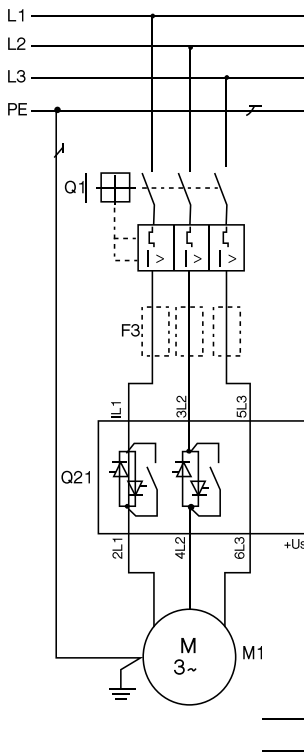 L1
L2
L3
PE
Q1
I > I > I >
F3
1L1 3L2 5L3
Q21
2L1 4L2 6L3
+Us
M
3~
M1